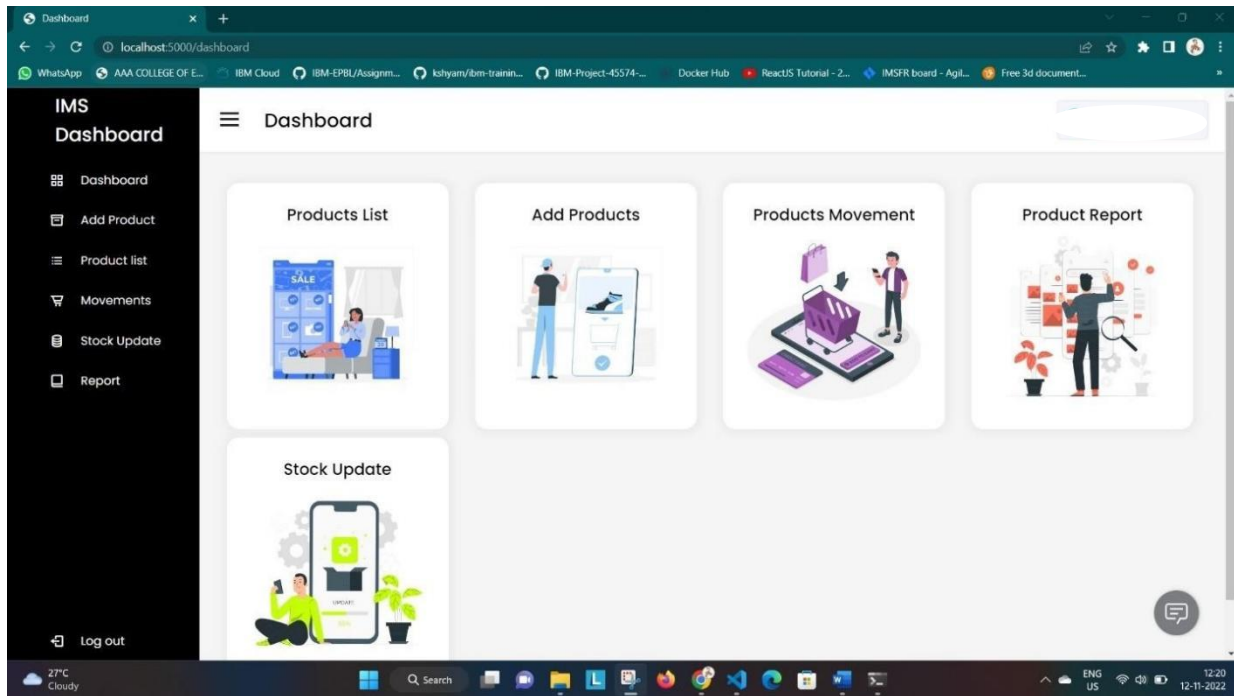 Dashboard
localhost:5000/dashboard
WhatsApp AAA COLLEGE OF E... IBM Cloud IBM-EPBL/Assignm... kshyam/ibm-trainin... IBM-Project-45574-... Docker Hub ReactJS Tutorial - 2... IMSFR board - Agil... Free 3d document...
IMS
Dashboard
Dashboard
Add Product
Product list
Movements
Stock Update
Report
Log out
Dashboard
Products List
SALE
Add Products
Products Movement
Product Report
Stock Update
UPDATE
27°C
Cloudy
Search
ENG
US
12:20
12-11-2022